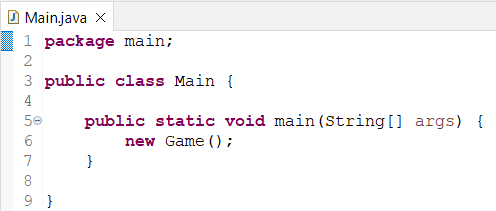 Main.java
1 package main;
2
3 public class Main {
4
5 public static void main(String[] args) {
6 new Game();
7 }
8
9 }